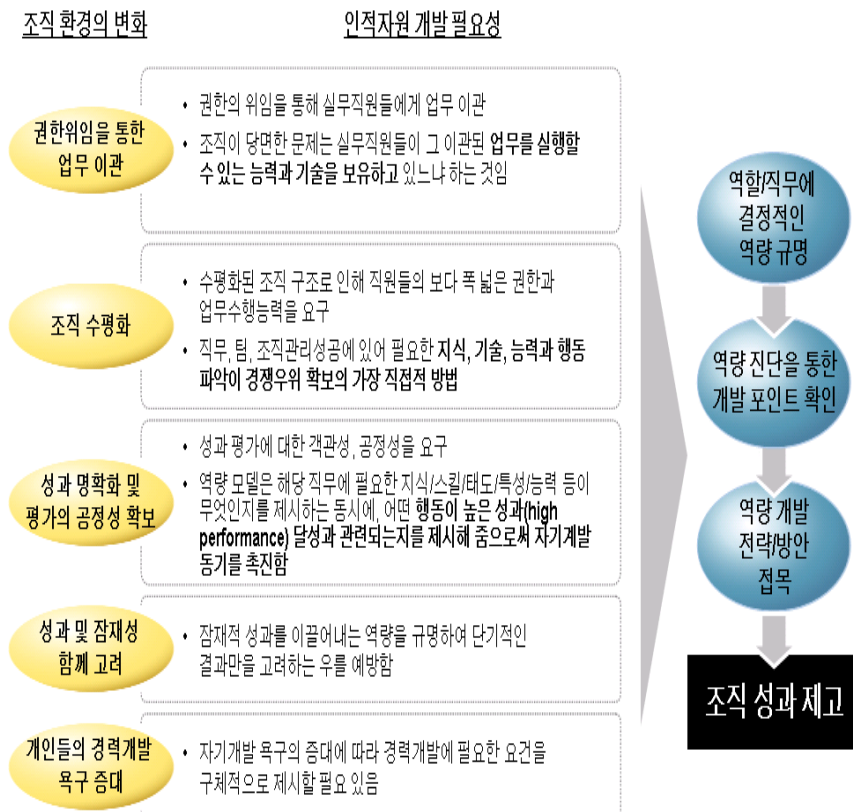 조직 환경의 변화
인적자원 개발 필요성
권한위임을 통한
업무 이관
• 권한의 위임을 통해 실무직원들에게 업무 이관
• 조직이 당면한 문제는 실무직원들이 그 이관된 업무를 실행할
수 있는 능력과 기술을 보유하고 있느냐 하는 것임
조직 수평화
• 수평화된 조직 구조로 인해 직원들의 보다 폭 넓은 권한과
업무수행능력을 요구
• 직무, 팀, 조직관리성공에 있어 필요한 지식, 기술, 능력과 행동
파악이 경쟁우위 확보의 가장 직접적 방법
성과 명확화 및
평가의 공정성 확보
• 성과 평가에 대한 객관성, 공정성을 요구
• 역량 모델은 해당 직무에 필요한 지식/스킬/태도/특성/능력 등이
무엇인지를 제시하는 동시에, 어떤 행동이 높은 성과(high
performance) 달성과 관련되는지를 제시해 줌으로써 자기계발
동기를 촉진함
성과 및 잠재성
함께 고려
• 잠재적 성과를 이끌어내는 역량을 규명하여 단기적인
결과만을 고려하는 우를 예방함
개인들의 경력개발
욕구 증대
• 자기개발 욕구의 증대에 따라 경력개발에 필요한 요건을
구체적으로 제시할 필요 있음
역할/직무에
결정적인
역량 규명
역량 진단을 통한
개발 포인트 확인
역량 개발
전략/방안
접목
조직 성과 제고